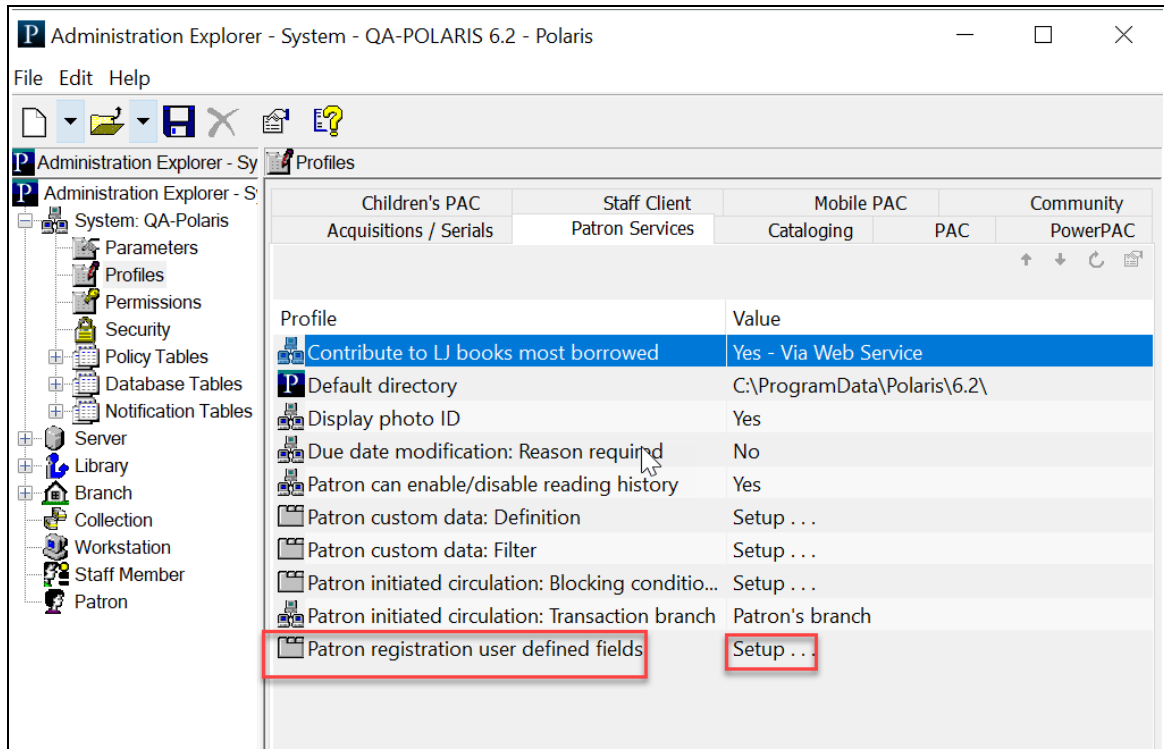 Administration Explorer - System - QA-POLARIS 6.2 - Polaris
File Edit Help
Administration Explorer - Sy
Profiles
Administration Explorer - S
System: QA-Polaris
Parameters
Profiles
Permissions
Security
Policy Tables
Database Tables
Notification Tables
Server
Library
Branch
Collection
Workstation
Staff Member
Patron
Children's PAC Staff Client Mobile PAC Community
Acquisitions / Serials Patron Services Cataloging PAC PowerPAC
Profile Value
Contribute to LJ books most borrowed Yes - Via Web Service
Default directory C:\ProgramData\Polaris\6.2\
Display photo ID Yes
Due date modification: Reason required No
Patron can enable/disable reading history Yes
Patron custom data: Definition Setup . . .
Patron custom data: Filter Setup . . .
Patron initiated circulation: Blocking conditio... Setup . . .
Patron initiated circulation: Transaction branch Patron's branch
Patron registration user defined fields Setup . . .